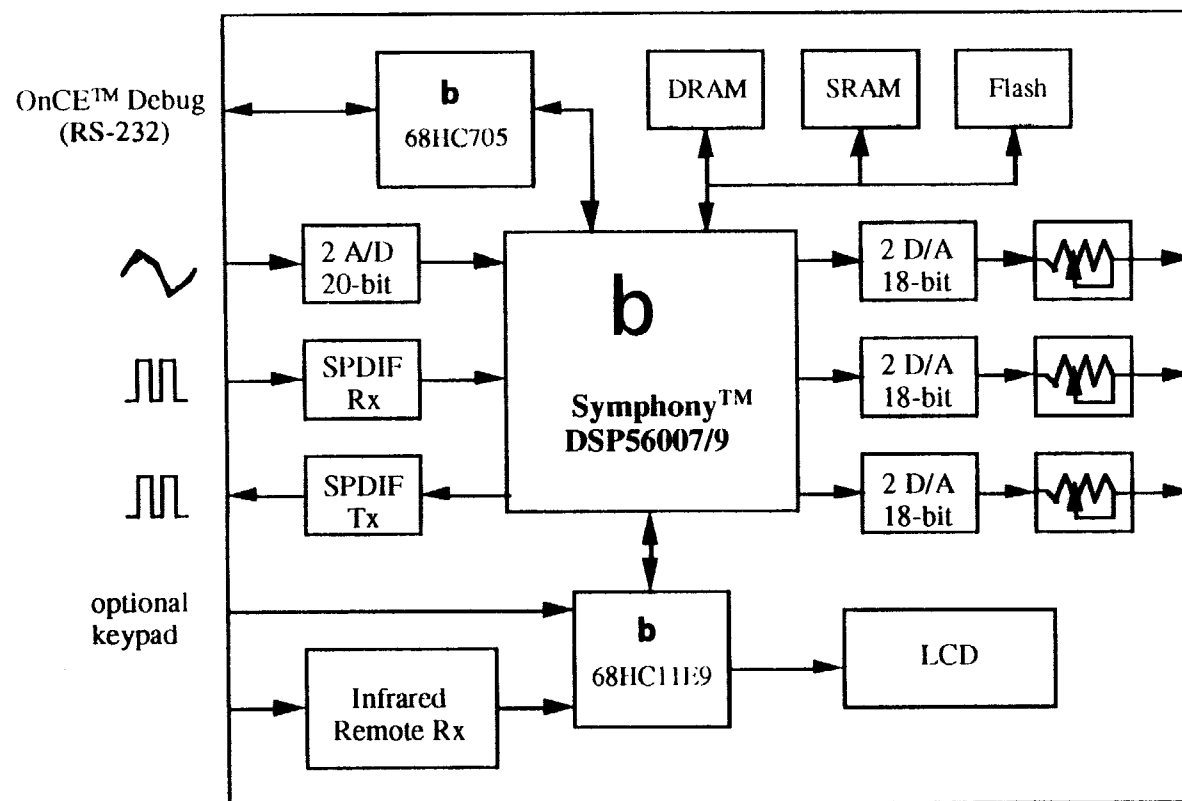 OnCE™ Debug
(RS-232)
b
68HC705
DRAM
SRAM
Flash
2 A/D
20-bit
SPDIF
Rx
SPDIF
Tx
b
Symphony™
DSP56007/9
2 D/A
18-bit
2 D/A
18-bit
2 D/A
18-bit
optional
keypad
Infrared
Remote Rx
b
68HC11E9
LCD